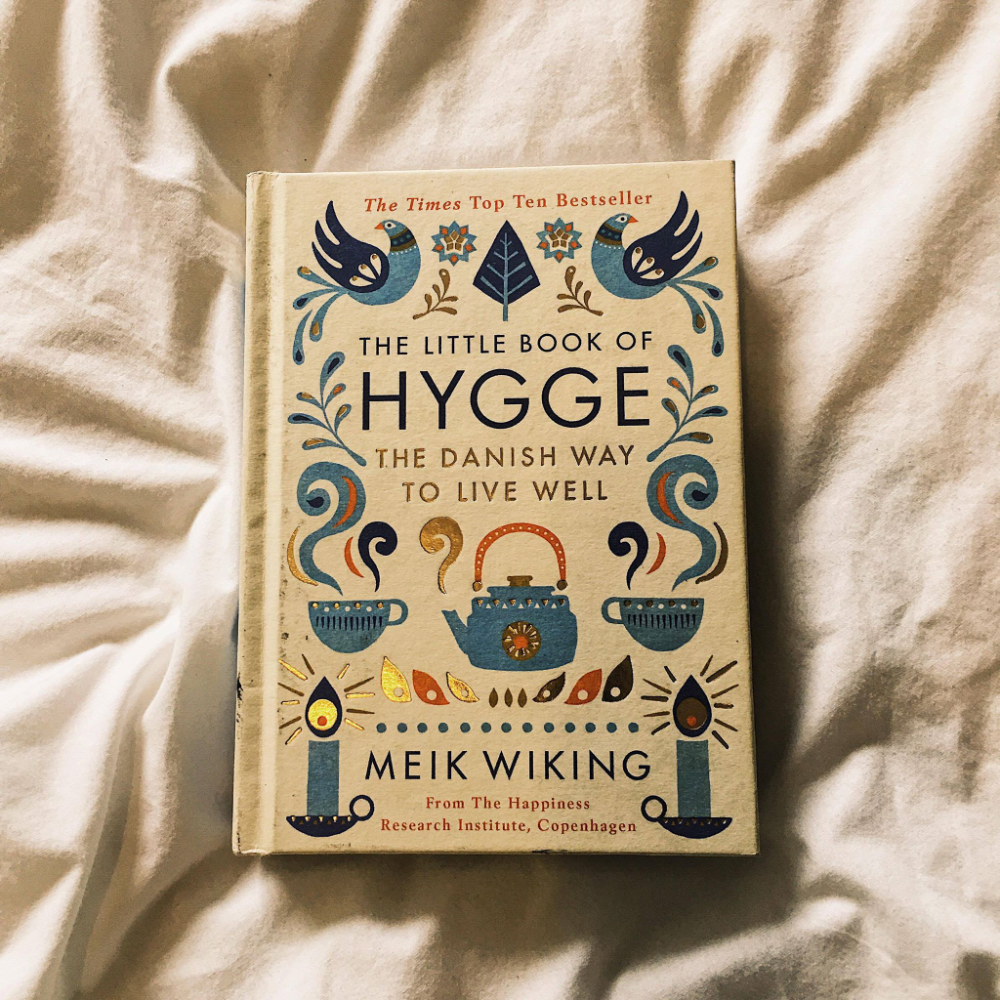 The Times Top Ten Bestseller
THE LITTLE BOOK OF
HYGGE
THE DANISH WAY
TO LIVE WELL
MEIK WIKING
From The Happiness
Research Institute, Copenhagen